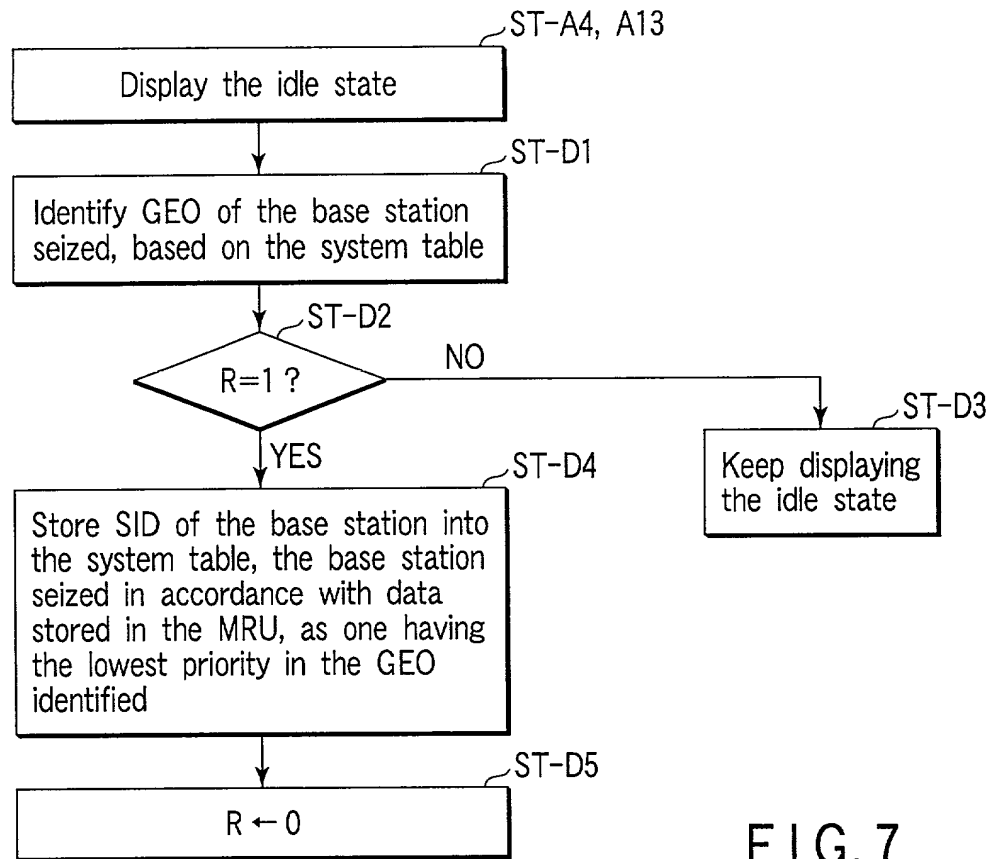 ST-A4, A13
Display the idle state
ST-D1
Identify GEO of the base station
seized, based on the system table
ST-D2
R=1 ?
NO
ST-D3
Keep displaying
the idle state
YES
ST-D4
Store SID of the base station into
the system table, the base station
seized in accordance with data
stored in the MRU, as one having
the lowest priority in the GEO
identified
ST-D5
R ← 0
FIG. 7